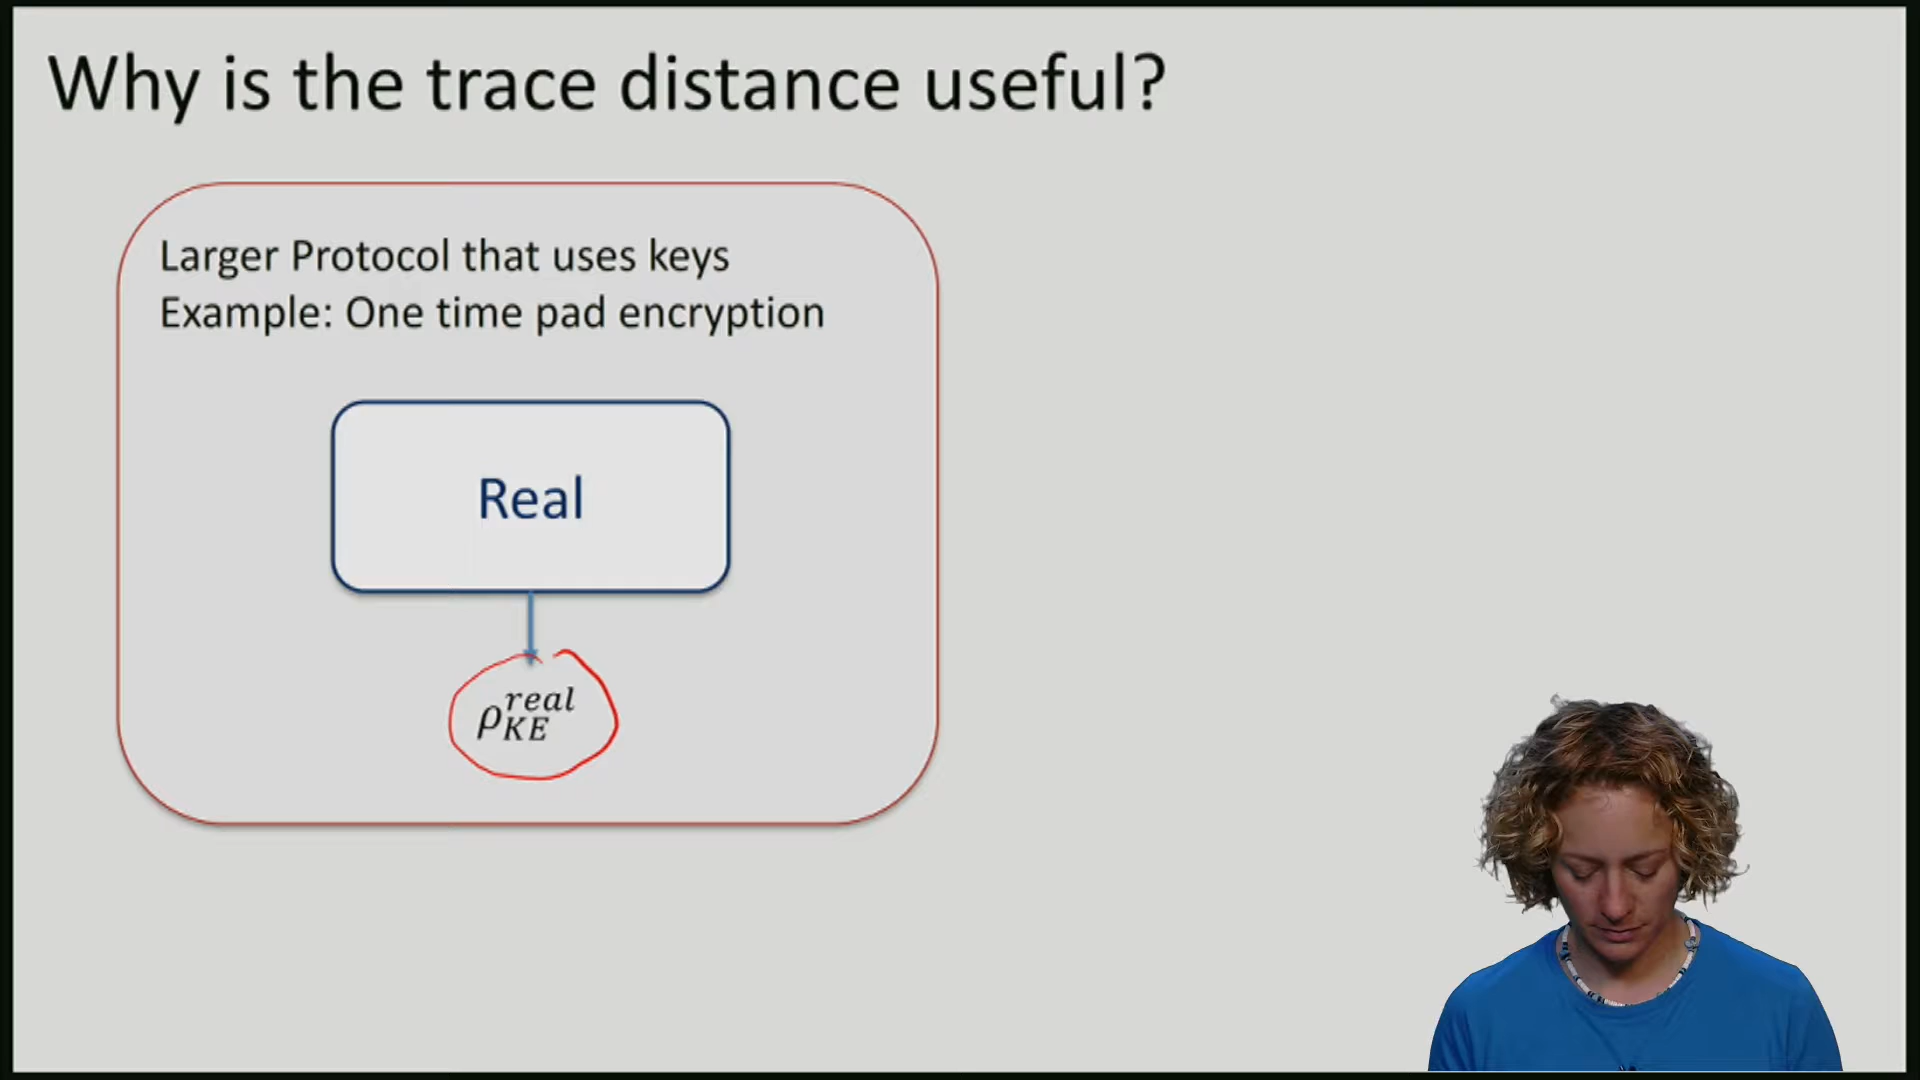 Why is the trace distance useful?
Larger Protocol that uses keys
Example: One time pad encryption
Real
ρ_{KE}^{real}